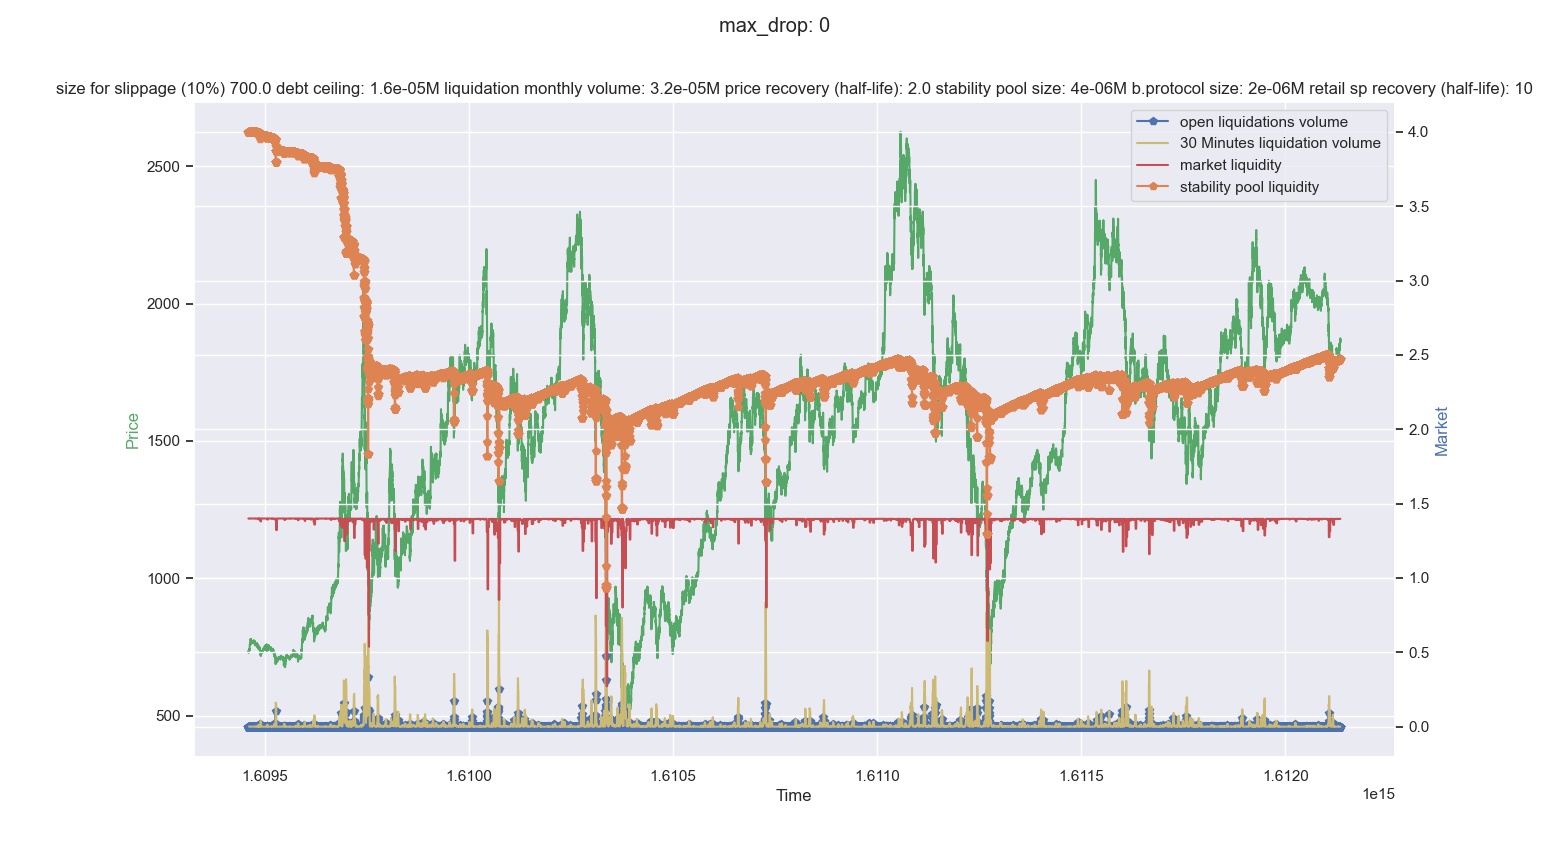 max_drop: 0
size for slippage (10%) 700.0 debt ceiling: 1.6e-05M liquidation monthly volume: 3.2e-05M price recovery (half-life): 2.0 stability pool size: 4e-06M b.protocol size: 2e-06M retail sp recovery (half-life): 10
open liquidations volume
30 Minutes liquidation volume
market liquidity
stability pool liquidity
Price
2500
2000
1500
1000
500
4.0
3.5
3.0
2.5
2.0
1.5
1.0
0.5
0.0
Market
1.6095 1.6100 1.6105 1.6110 1.6115 1.6120
Time
1e15